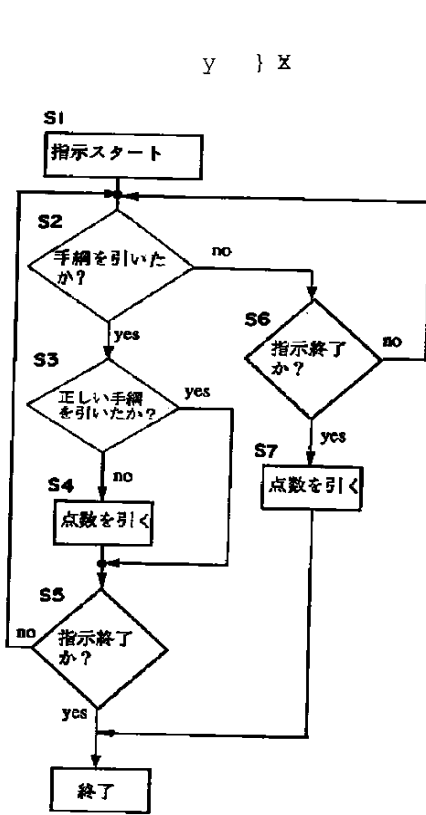 y }
S1
指示スタート
S2
手綱を引いた
か?
no
yes
S3
正しい手綱
を引いたか?
yes
no
S4
点数を引く
S5
指示終了
か?
no
yes
終了
S6
指示終了
か?
no
yes
S7
点数を引く